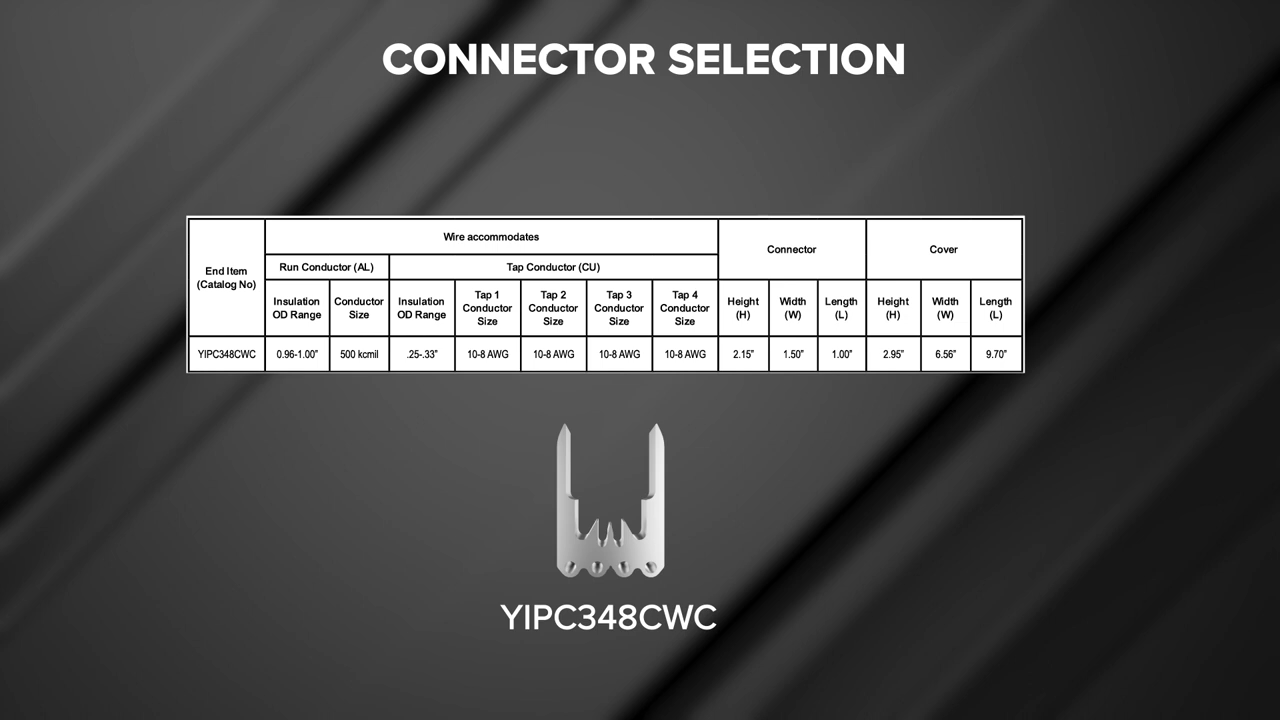 CONNECTOR SELECTION
Wire accommodates
Connector
Cover
End Item
(Catalog No)
Run Conductor (AL)
Tap Conductor (CU)
Insulation
OD Range
Conductor
Size
Insulation
OD Range
Tap 1
Conductor
Size
Tap 2
Conductor
Size
Tap 3
Conductor
Size
Tap 4
Conductor
Size
Height
(H)
Width
(W)
Length
(L)
Height
(H)
Width
(W)
Length
(L)
YIPC348CWC 0.96-1.00” 500 kcmil .25-.33” 10-8 AWG 10-8 AWG 10-8 AWG 10-8 AWG 2.15” 1.50” 1.00” 2.95” 6.56” 9.70”
YIPC348CWC